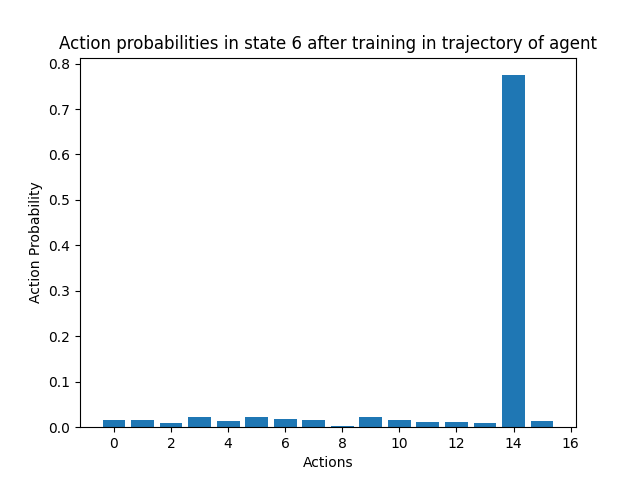 Action probabilities in state 6 after training in trajectory of agent
0.8
0.7
0.6
0.5
0.4
0.3
0.2
0.1
0.0
Action Probability
0 2 4 6 8 10 12 14 16
Actions